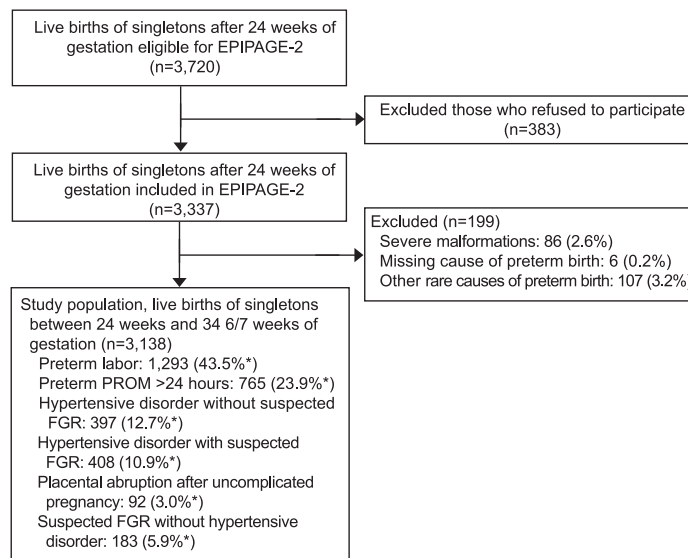 Live births of singletons after 24 weeks of
gestation eligible for EPIPAGE-2
(n=3,720)
Excluded those who refused to participate
(n=383)
Live births of singletons after 24 weeks of
gestation included in EPIPAGE-2
(n=3,337)
Excluded (n=199)
Severe malformations: 86 (2.6%)
Missing cause of preterm birth: 6 (0.2%)
Other rare causes of preterm birth: 107 (3.2%)
Study population, live births of singletons
between 24 weeks and 34 6/7 weeks of
gestation (n=3,138)
Preterm labor: 1,293 (43.5%*)
Preterm PROM >24 hours: 765 (23.9%*)
Hypertensive disorder without suspected
FGR: 397 (12.7%*)
Hypertensive disorder with suspected
FGR: 408 (10.9%*)
Placental abruption after uncomplicated
pregnancy: 92 (3.0%*)
Suspected FGR without hypertensive
disorder: 183 (5.9%*)